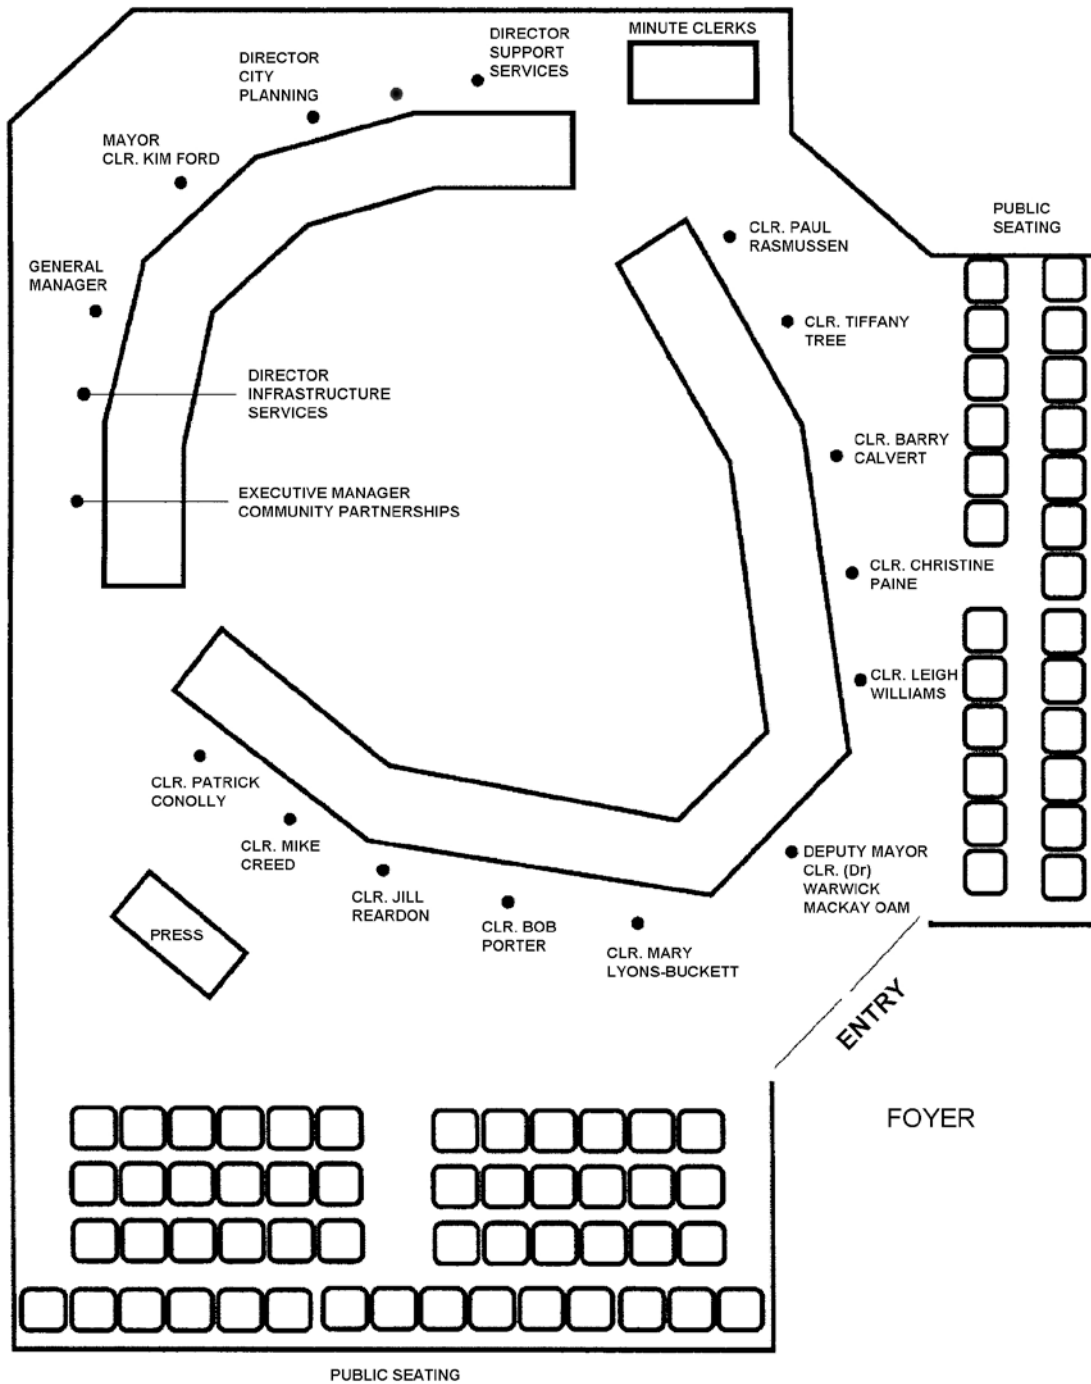 MINUTE CLERKS
DIRECTOR
SUPPORT
SERVICES
DIRECTOR
CITY
PLANNING
MAYOR
CLR. KIM FORD
GENERAL
MANAGER
DIRECTOR
INFRASTRUCTURE
SERVICES
EXECUTIVE MANAGER
COMMUNITY PARTNERSHIPS
CLR. PAUL
RASMUSSEN
CLR. TIFFANY
TREE
CLR. BARRY
CALVERT
CLR. CHRISTINE
PAINE
CLR. LEIGH
WILLIAMS
DEPUTY MAYOR
CLR. (Dr)
WARWICK
MACKAY OAM
CLR. MARY
LYONS-BUCKETT
CLR. BOB
PORTER
CLR. JILL
REARDON
CLR. MIKE
CREED
CLR. PATRICK
CONOLLY
PRESS
PUBLIC
SEATING
ENTRY
FOYER
PUBLIC SEATING